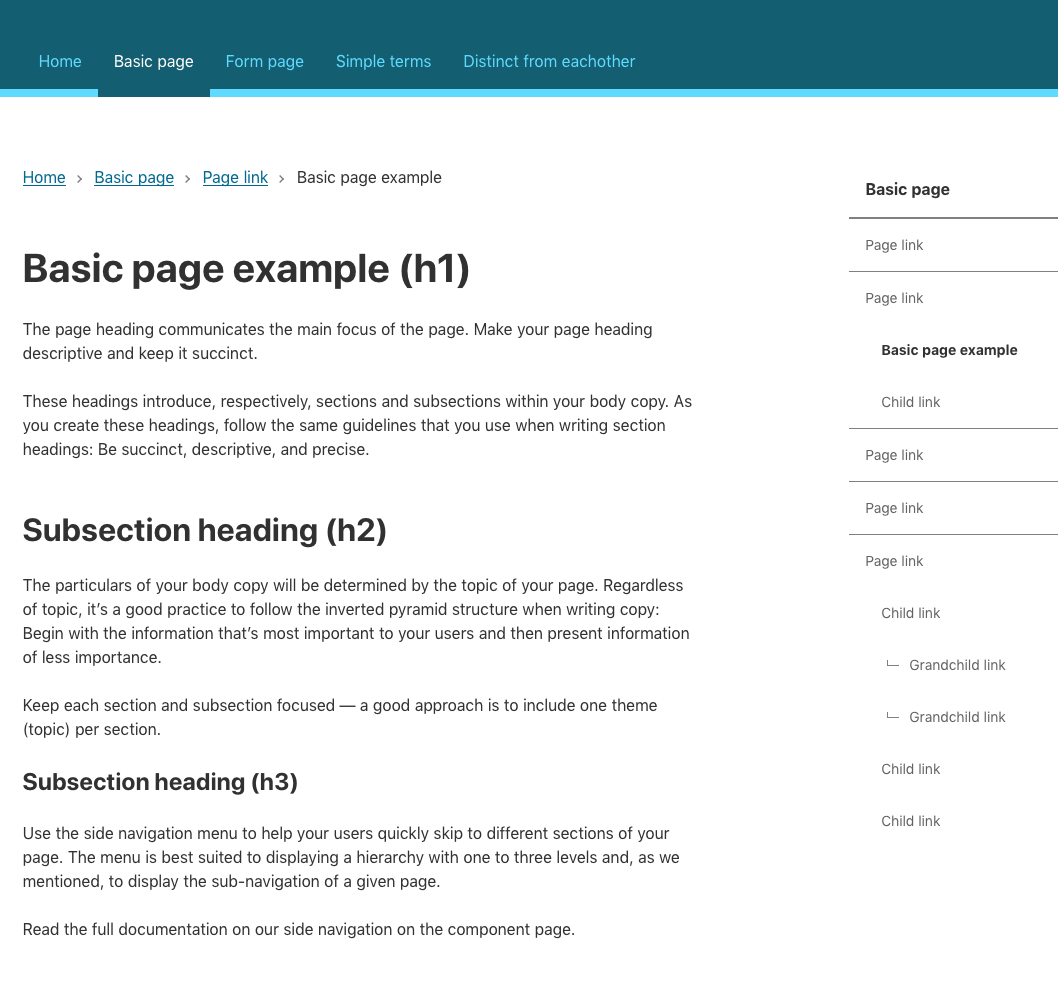 Home Basic page Form page Simple terms Distinct from eachother
Home > Basic page > Page link > Basic page example
Basic page example (h1)
The page heading communicates the main focus of the page. Make your page heading
descriptive and keep it succinct.
These headings introduce, respectively, sections and subsections within your body copy. As
you create these headings, follow the same guidelines that you use when writing section
headings: Be succinct, descriptive, and precise.
Subsection heading (h2)
The particulars of your body copy will be determined by the topic of your page. Regardless
of topic, it’s a good practice to follow the inverted pyramid structure when writing copy:
Begin with the information that’s most important to your users and then present information
of less importance.
Keep each section and subsection focused — a good approach is to include one theme
(topic) per section.
Subsection heading (h3)
Use the side navigation menu to help your users quickly skip to different sections of your
page. The menu is best suited to displaying a hierarchy with one to three levels and, as we
mentioned, to display the sub-navigation of a given page.
Read the full documentation on our side navigation on the component page.
Basic page
Page link
Page link
Basic page example
Child link
Page link
Page link
Page link
Child link
Grandchild link
Grandchild link
Child link
Child link